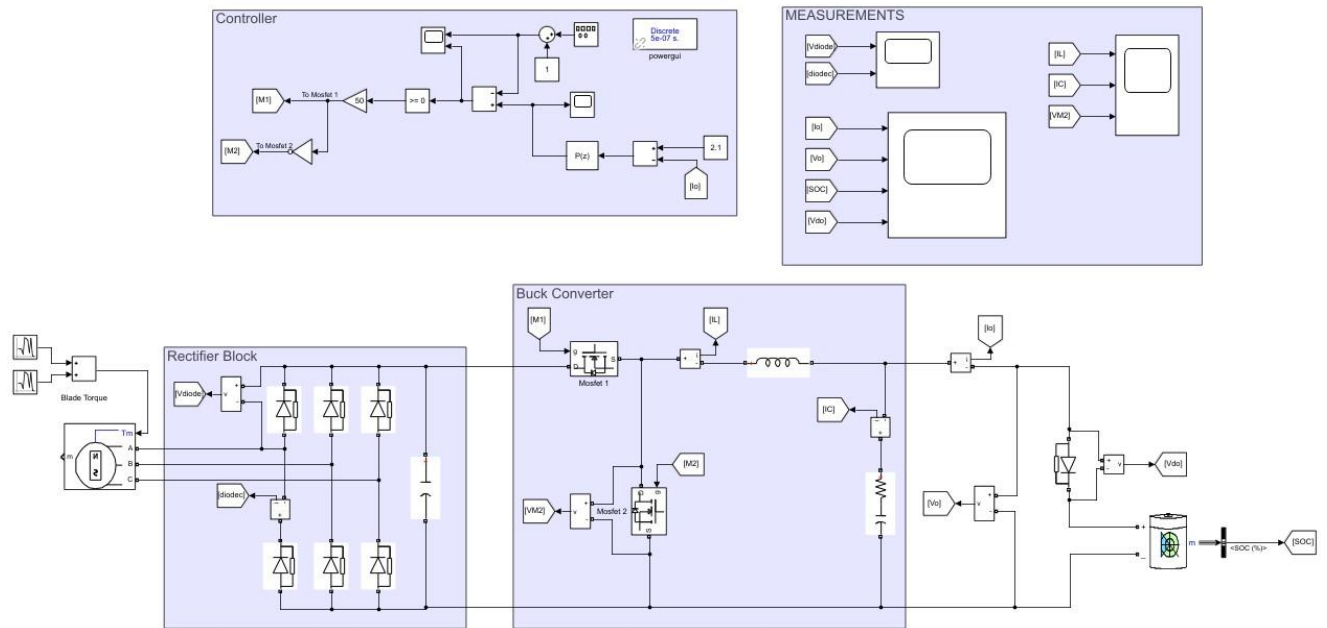 Controller
Discrete
5e-07 s.
powergui
1
[M1]
To Mosfet 1
50
>= 0
[M2]
To Mosfet 2
P(z)
2.1
[Io]
MEASUREMENTS
[Vdiode]
[diodec]
[IL]
[IC]
[VM2]
[Io]
[Vo]
[SOC]
[Vdo]
Blade Torque
Tm
m
A
B
C
N
S
Rectifier Block
[Vdiode]
v
[diodec]
i
Buck Converter
[M1]
g
D
S
Mosfet 1
[IL]
i
[IC]
i
[M2]
g
D
S
Mosfet 2
[VM2]
v
[Io]
i
[Vo]
v
[Vdo]
v
m
<SOC (%)>
[SOC]